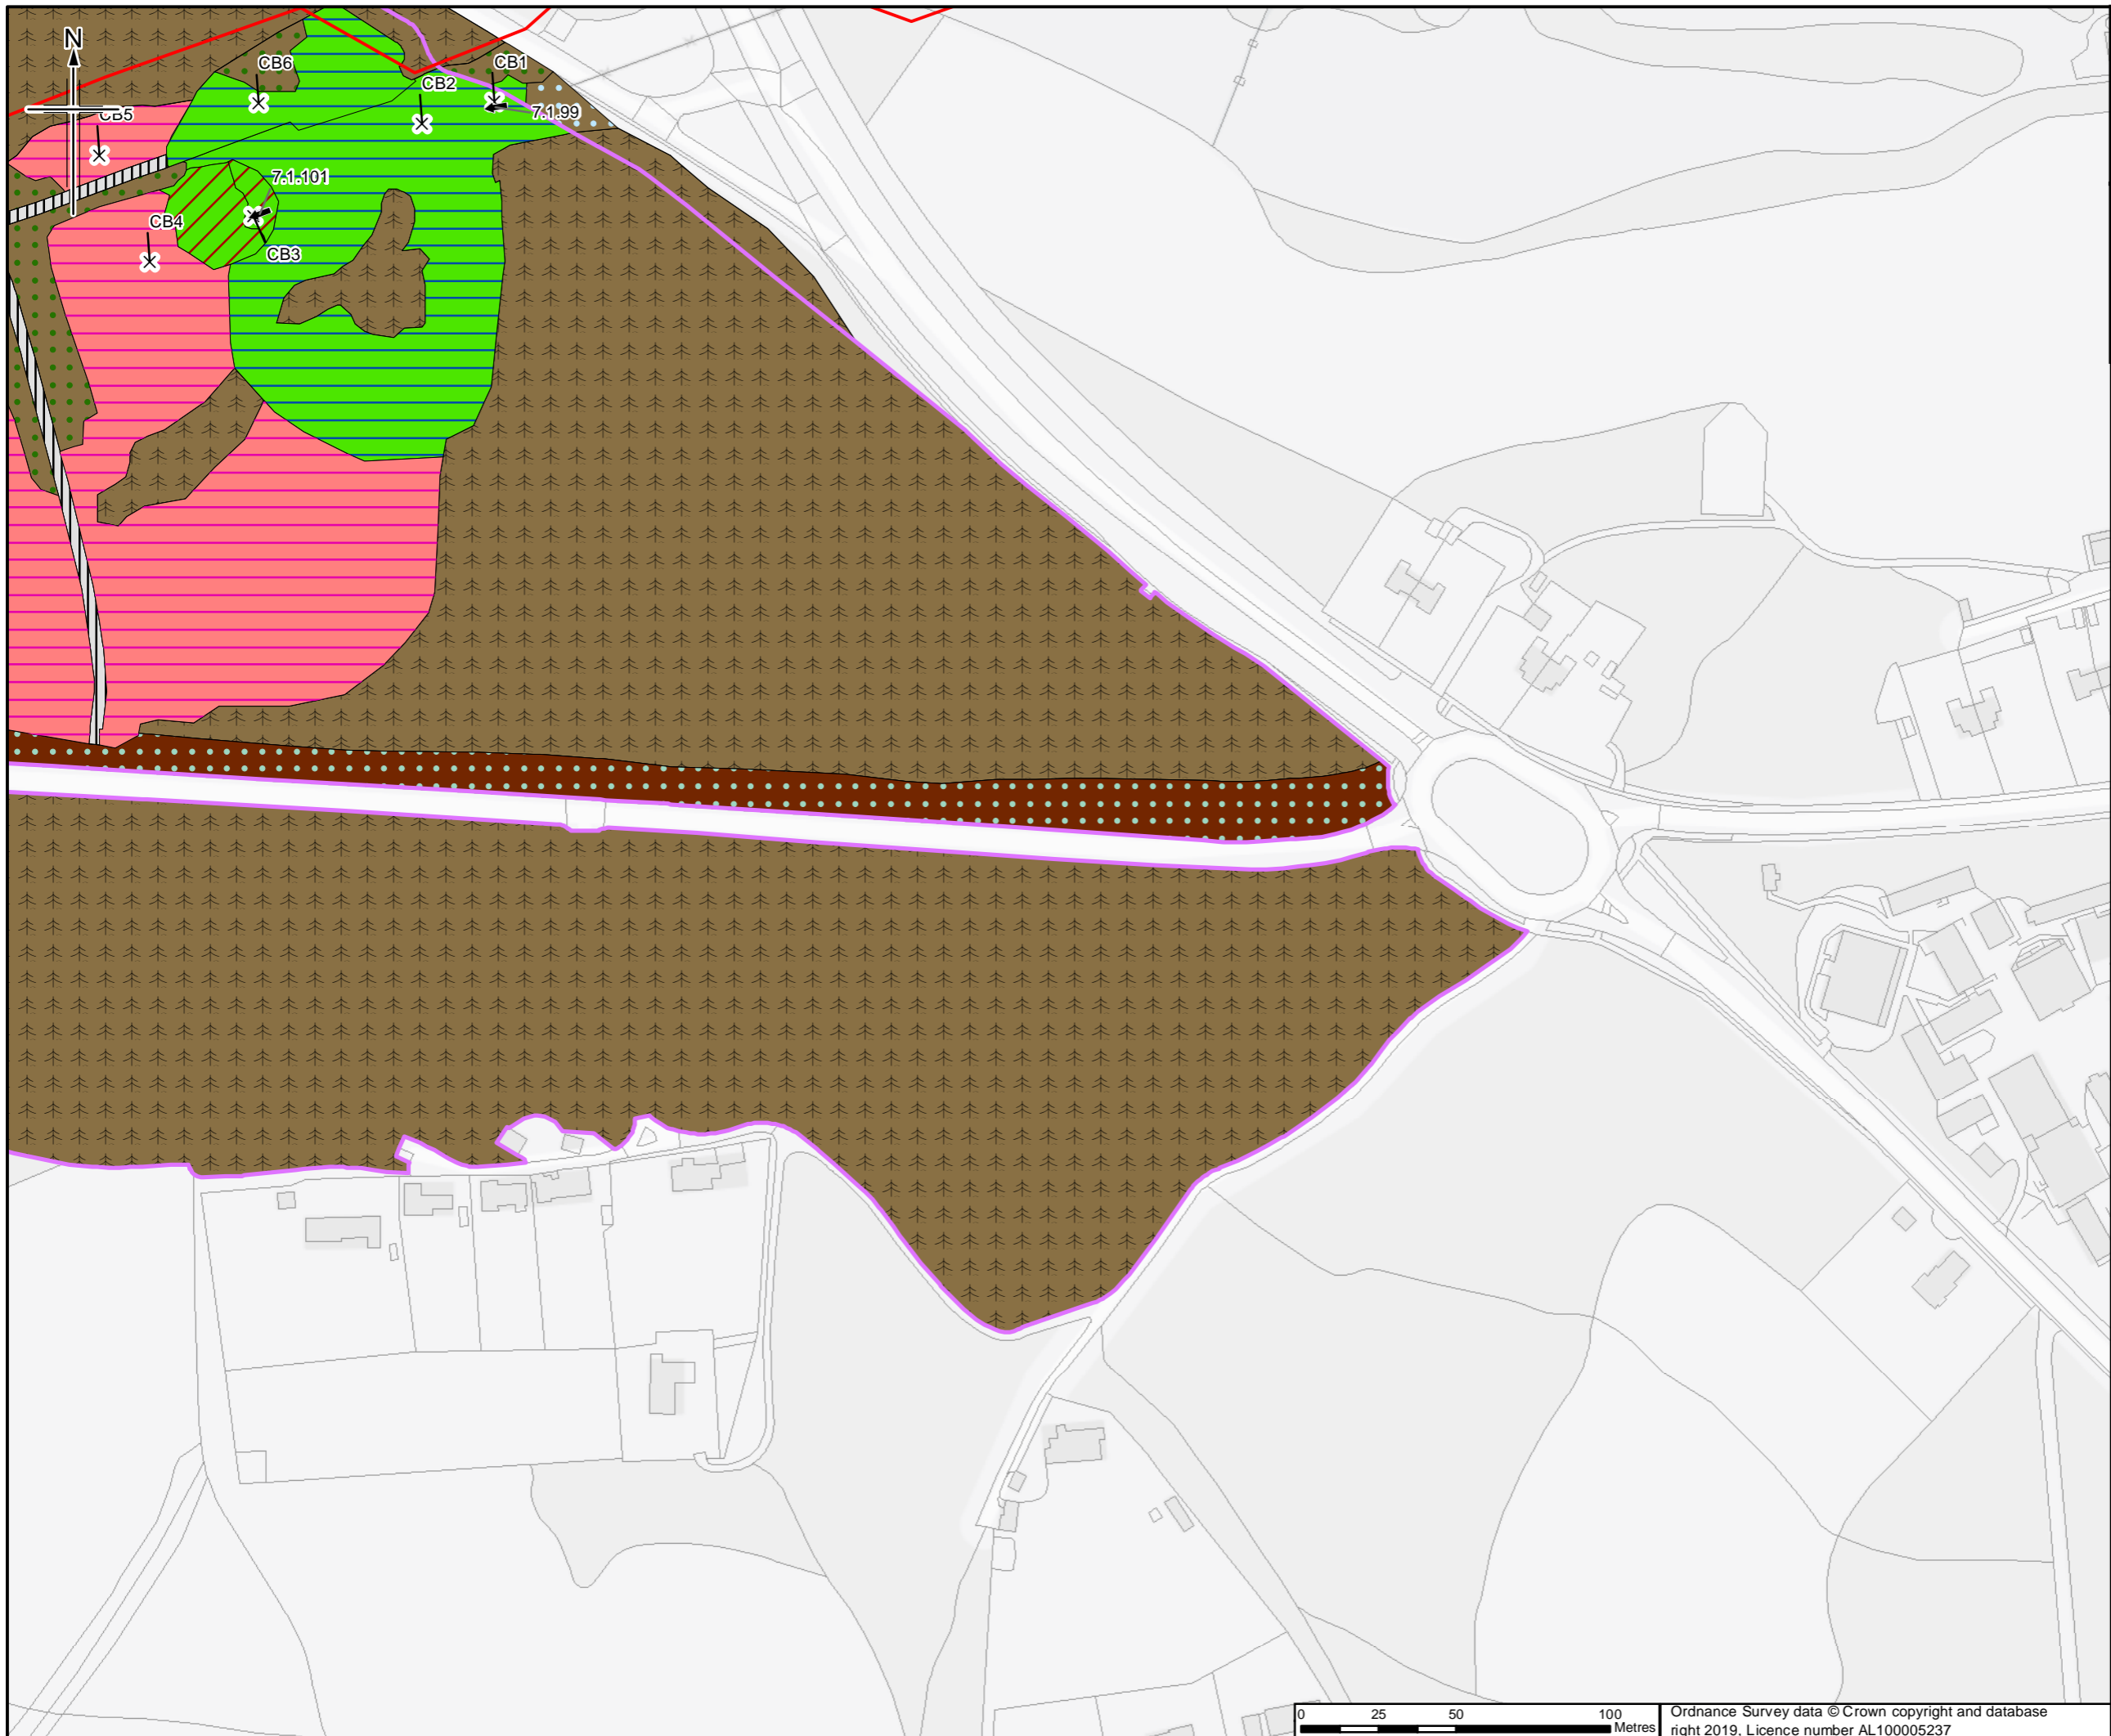 N
CB6
CB1
CB2
7.1.99
CB5
7.1.101
CB4
CB3
0 25 50 100
Metres
Ordnance Survey data © Crown copyright and database
right 2019. Licence number AL100005237